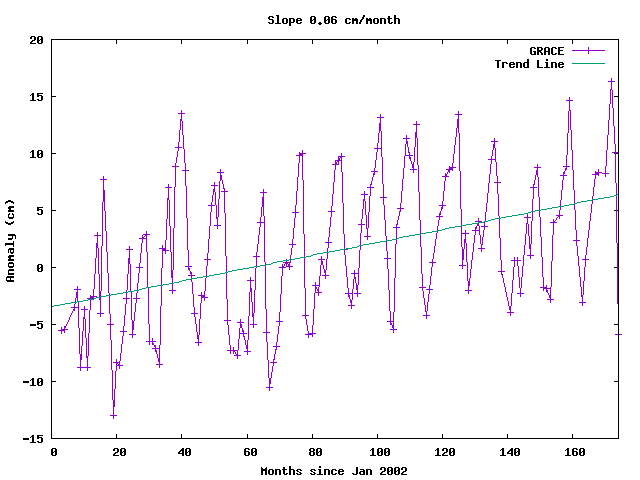 Slope 0.06 cm/month
GRACE
Trend Line
20
15
10
5
0
-5
-10
-15
Anomaly (cm)
0 20 40 60 80 100 120 140 160
Months since Jan 2002